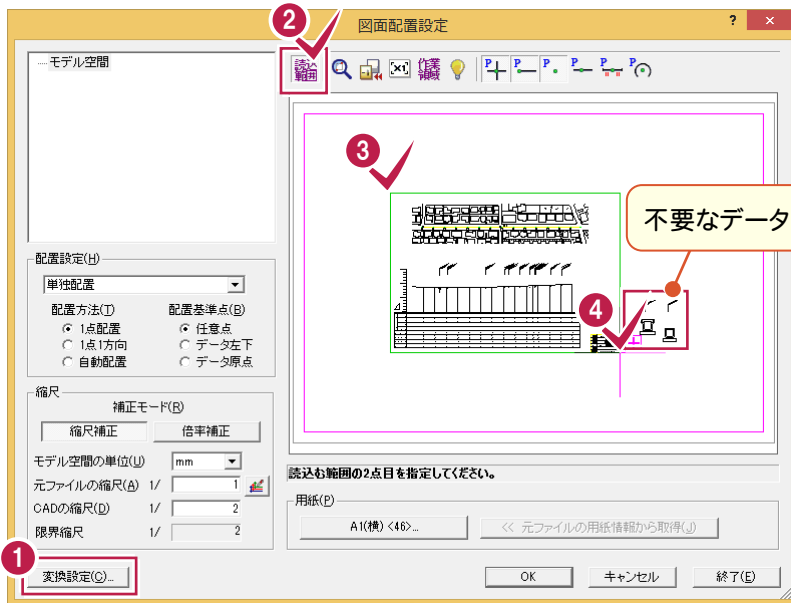 図面配置設定
?
×
モデル空間
読込範囲
作業領域
P P P P P P
不要なデータ
配置設定(H)
単独配置
配置方法(T) 配置基準点(B)
1点配置 任意点
1点1方向 データ左下
自動配置 データ原点
縮尺
補正モード(R)
縮尺補正 倍率補正
モデル空間の単位(U) mm
元ファイルの縮尺(A) 1/ 1
CADの縮尺(D) 1/ 2
限界縮尺 1/ 2
読込む範囲の2点目を指定してください。
用紙(P)
A1(横) <46>...
<< 元ファイルの用紙情報から取得(J)
変換設定(C)...
OK キャンセル 終了(E)
1
2
3
4